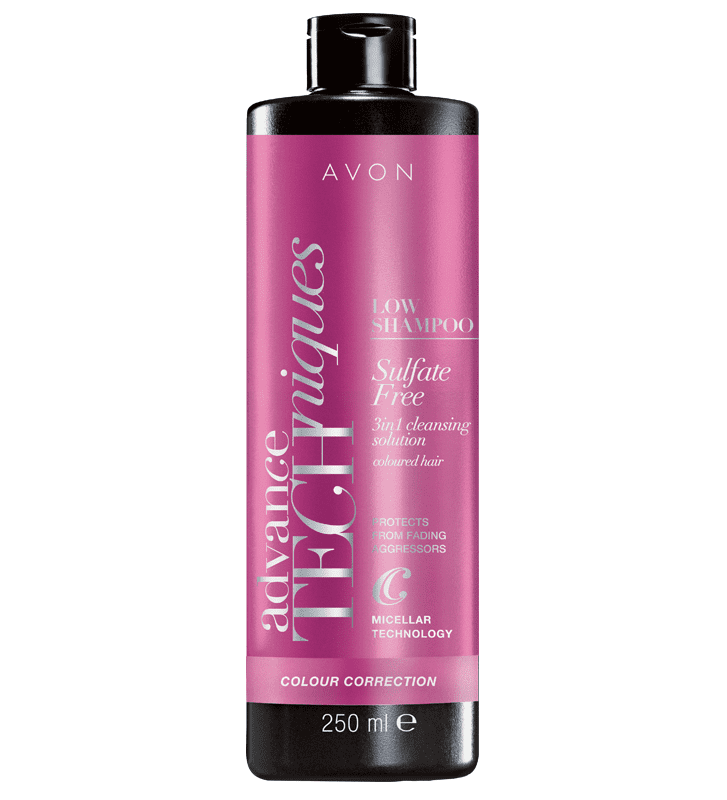 AVON
advance
TECHniques
LOW
SHAMPOO
Sulfate
Free
3in1 cleansing
solution
coloured hair
PROTECTS
FROM FADING
AGGRESSORS
C
MICELLAR
TECHNOLOGY
COLOUR CORRECTION
250 ml ℮